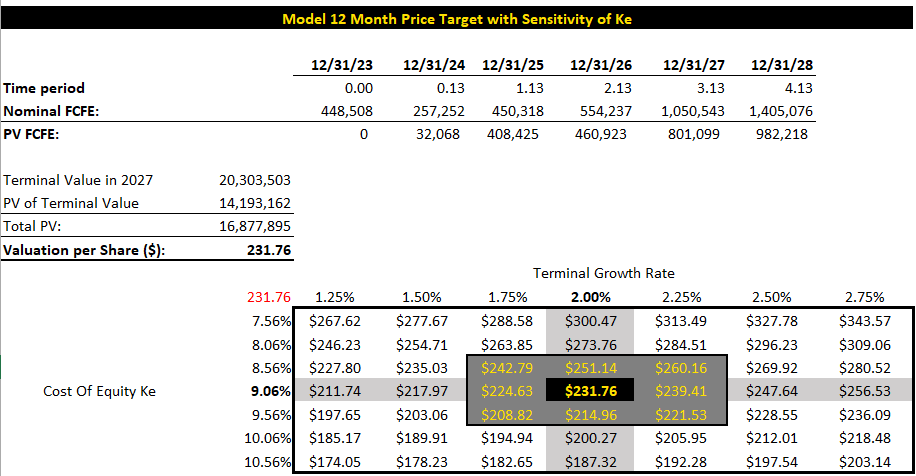 Model 12 Month Price Target with Sensitivity of Ke
12/31/23 12/31/24 12/31/25 12/31/26 12/31/27 12/31/28
Time period 0.00 0.13 1.13 2.13 3.13 4.13
Nominal FCFE: 448,508 257,252 450,318 554,237 1,050,543 1,405,076
PV FCFE: 0 32,068 408,425 460,923 801,099 982,218
Terminal Value in 2027 20,303,503
PV of Terminal Value 14,193,162
Total PV: 16,877,895
Valuation per Share ($): 231.76
Terminal Growth Rate
231.76 1.25% 1.50% 1.75% 2.00% 2.25% 2.50% 2.75%
7.56% $267.62 $277.67 $288.58 $300.47 $313.49 $327.78 $343.57
8.06% $246.23 $254.71 $263.85 $273.76 $284.51 $296.23 $309.06
8.56% $227.80 $235.03 $242.79 $251.14 $260.16 $269.92 $280.52
Cost Of Equity Ke 9.06% $211.74 $217.97 $224.63 $231.76 $239.41 $247.64 $256.53
9.56% $197.65 $203.06 $208.82 $214.96 $221.53 $228.55 $236.09
10.06% $185.17 $189.91 $194.94 $200.27 $205.95 $212.01 $218.48
10.56% $174.05 $178.23 $182.65 $187.32 $192.28 $197.54 $203.14